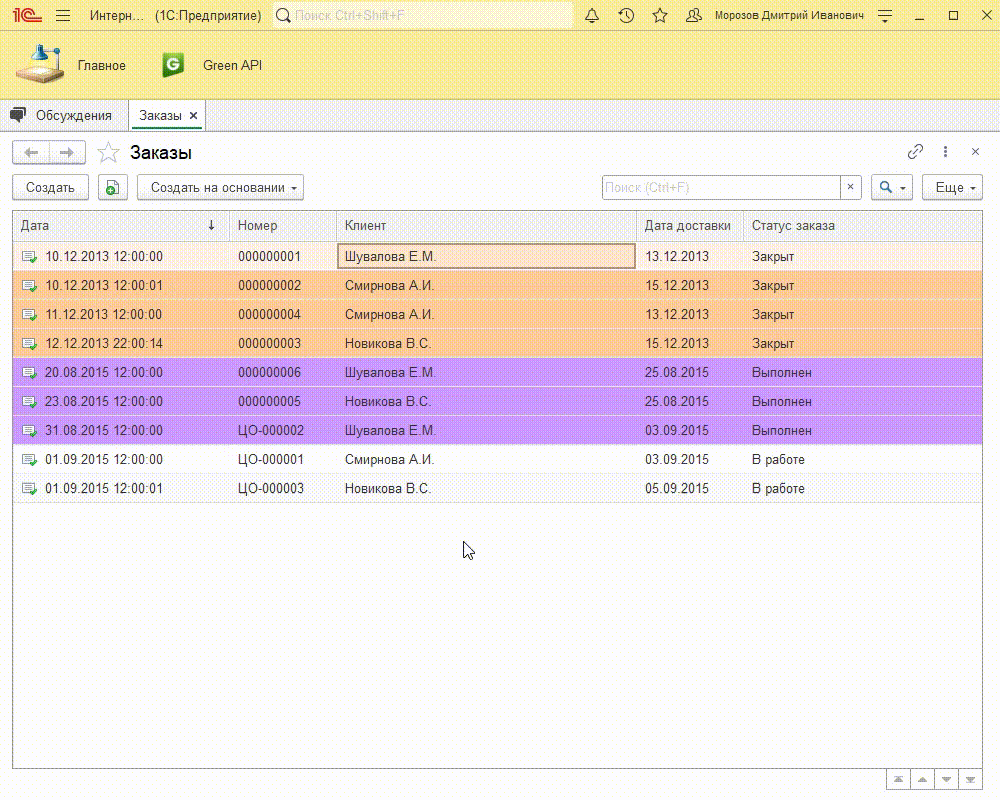 1С Интерн... (1С:Предприятие) Поиск Ctrl+Shift+F Морозов Дмитрий Иванович
Главное G Green API
Обсуждения Заказы
Заказы
Создать Создать на основании Поиск (Ctrl+F) Еще
Дата Номер Клиент Дата доставки Статус заказа
10.12.2013 12:00:00 000000001 Шувалова Е.М. 13.12.2013 Закрыт
10.12.2013 12:00:01 000000002 Смирнова А.И. 15.12.2013 Закрыт
11.12.2013 12:00:00 000000004 Смирнова А.И. 13.12.2013 Закрыт
12.12.2013 22:00:14 000000003 Новикова В.С. 15.12.2013 Закрыт
20.08.2015 12:00:00 000000006 Шувалова Е.М. 25.08.2015 Выполнен
23.08.2015 12:00:00 000000005 Новикова В.С. 25.08.2015 Выполнен
31.08.2015 12:00:00 ЦО-000002 Шувалова Е.М. 03.09.2015 Выполнен
01.09.2015 12:00:00 ЦО-000001 Смирнова А.И. 03.09.2015 В работе
01.09.2015 12:00:01 ЦО-000003 Новикова В.С. 05.09.2015 В работе